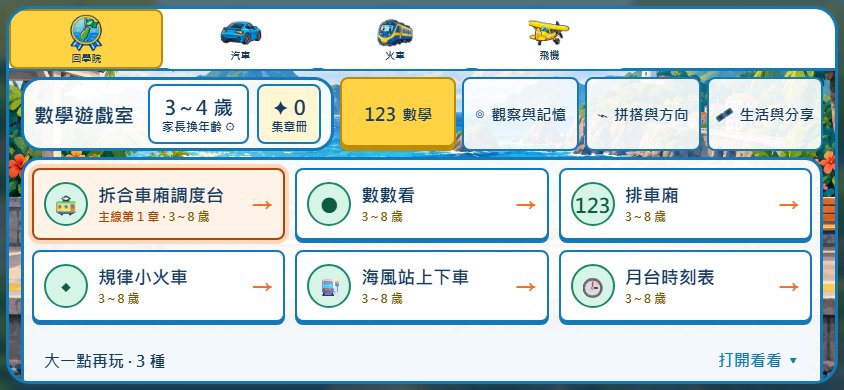 回學院
汽車
火車
飛機
數學遊戲室
3~4 歲
家長換年齡 ⚙
✦ 0
集章冊
123 數學
◎ 觀察與記憶
拼搭與方向
生活與分享
拆合車廂調度台
主線第 1 章 · 3~8 歲
→
數數看
3~8 歲
→
123
排車廂
3~8 歲
→
規律小火車
3~8 歲
→
海風站上下車
3~8 歲
→
月台時刻表
3~8 歲
→
大一點再玩 · 3 種
打開看看 ▼